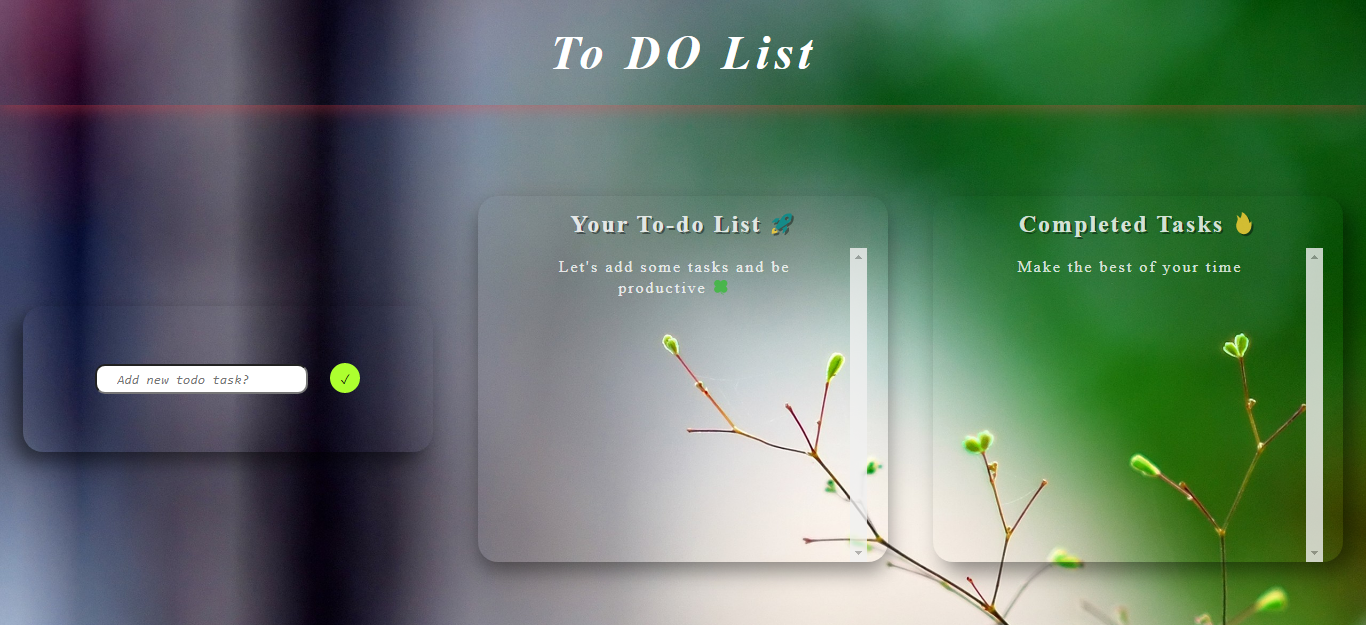 To DO List
Add new todo task?
✓
Your To-do List 🚀
Let's add some tasks and be
productive 🍀
Completed Tasks 🔥
Make the best of your time